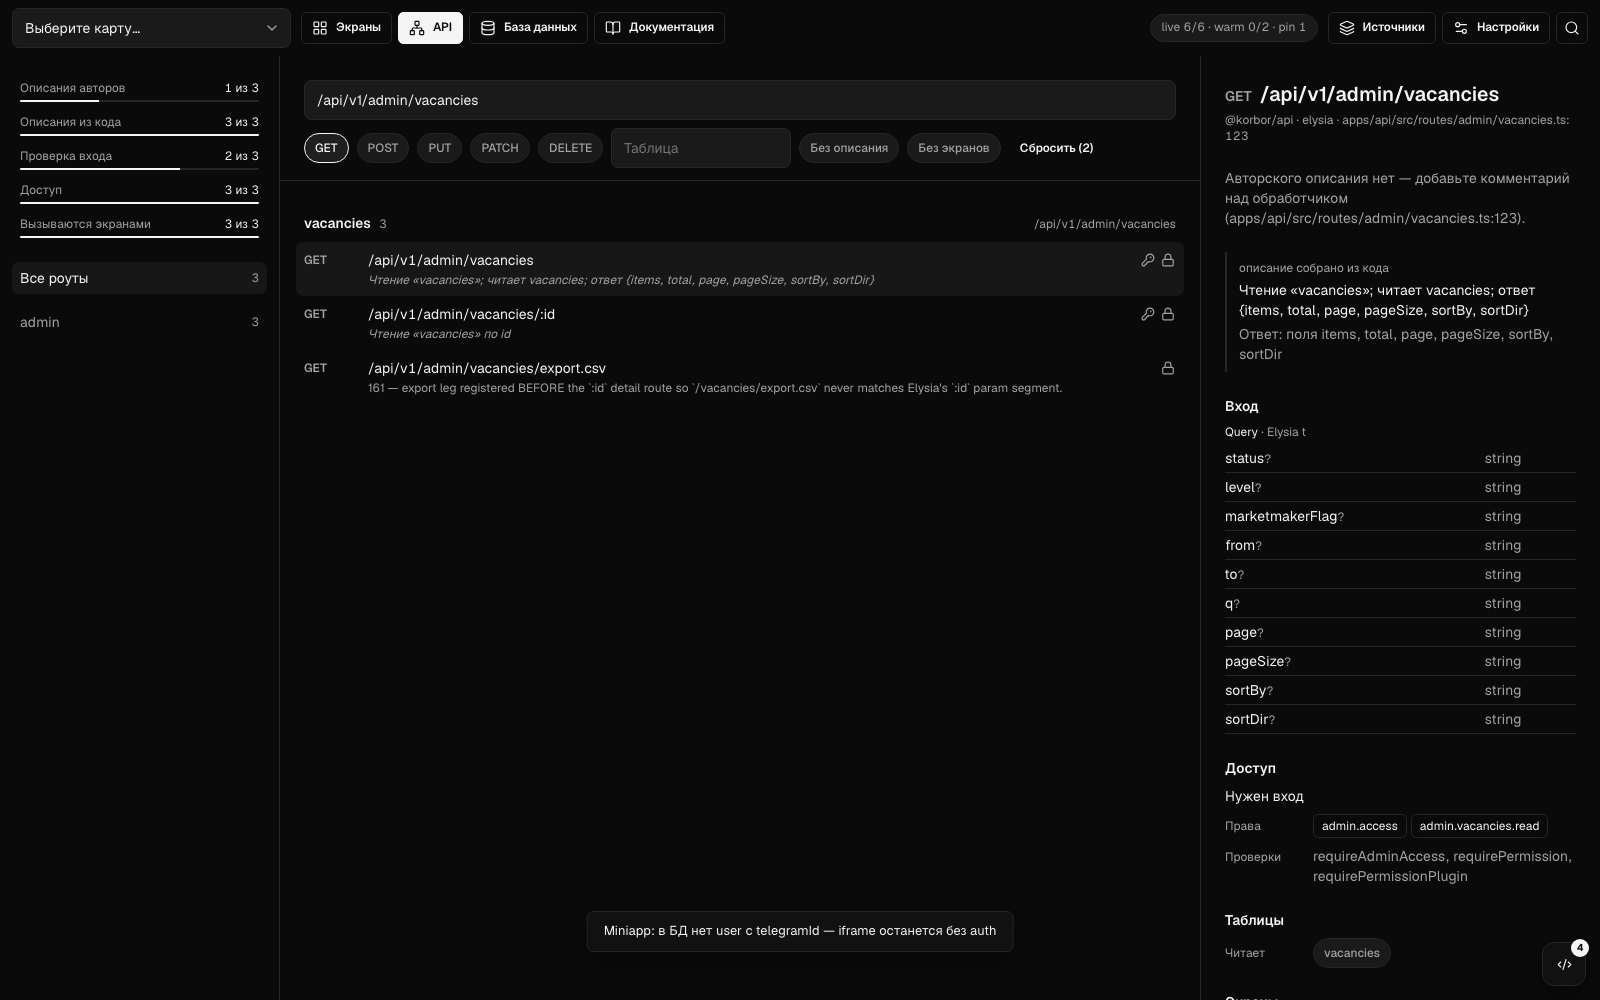 Выберите карту...
Экраны
API
База данных
Документация
live 6/6 · warm 0/2 · pin 1
Источники
Настройки
Описания авторов 1 из 3
Описания из кода 3 из 3
Проверка входа 2 из 3
Доступ 3 из 3
Вызываются экранами 3 из 3
Все роуты 3
admin 3
/api/v1/admin/vacancies
GET POST PUT PATCH DELETE Таблица Без описания Без экранов Сбросить (2)
vacancies 3 /api/v1/admin/vacancies
GET /api/v1/admin/vacancies
Чтение «vacancies»; читает vacancies; ответ {items, total, page, pageSize, sortBy, sortDir}
GET /api/v1/admin/vacancies/:id
Чтение «vacancies» по id
GET /api/v1/admin/vacancies/export.csv
161 — export leg registered BEFORE the `:id` detail route so `/vacancies/export.csv` never matches Elysia's `:id` param segment.
Miniapp: в БД нет user с telegramId — iframe останется без auth
GET /api/v1/admin/vacancies
@korbor/api · elysia · apps/api/src/routes/admin/vacancies.ts:
123
Авторского описания нет — добавьте комментарий
над обработчиком
(apps/api/src/routes/admin/vacancies.ts:123).
описание собрано из кода
Чтение «vacancies»; читает vacancies; ответ
{items, total, page, pageSize, sortBy, sortDir}
Ответ: поля items, total, page, pageSize, sortBy,
sortDir
Вход
Query · Elysia t
status? string
level? string
marketmakerFlag? string
from? string
to? string
q? string
page? string
pageSize? string
sortBy? string
sortDir? string
Доступ
Нужен вход
Права admin.access admin.vacancies.read
Проверки requireAdminAccess, requirePermission,
requirePermissionPlugin
Таблицы
Читает vacancies
4